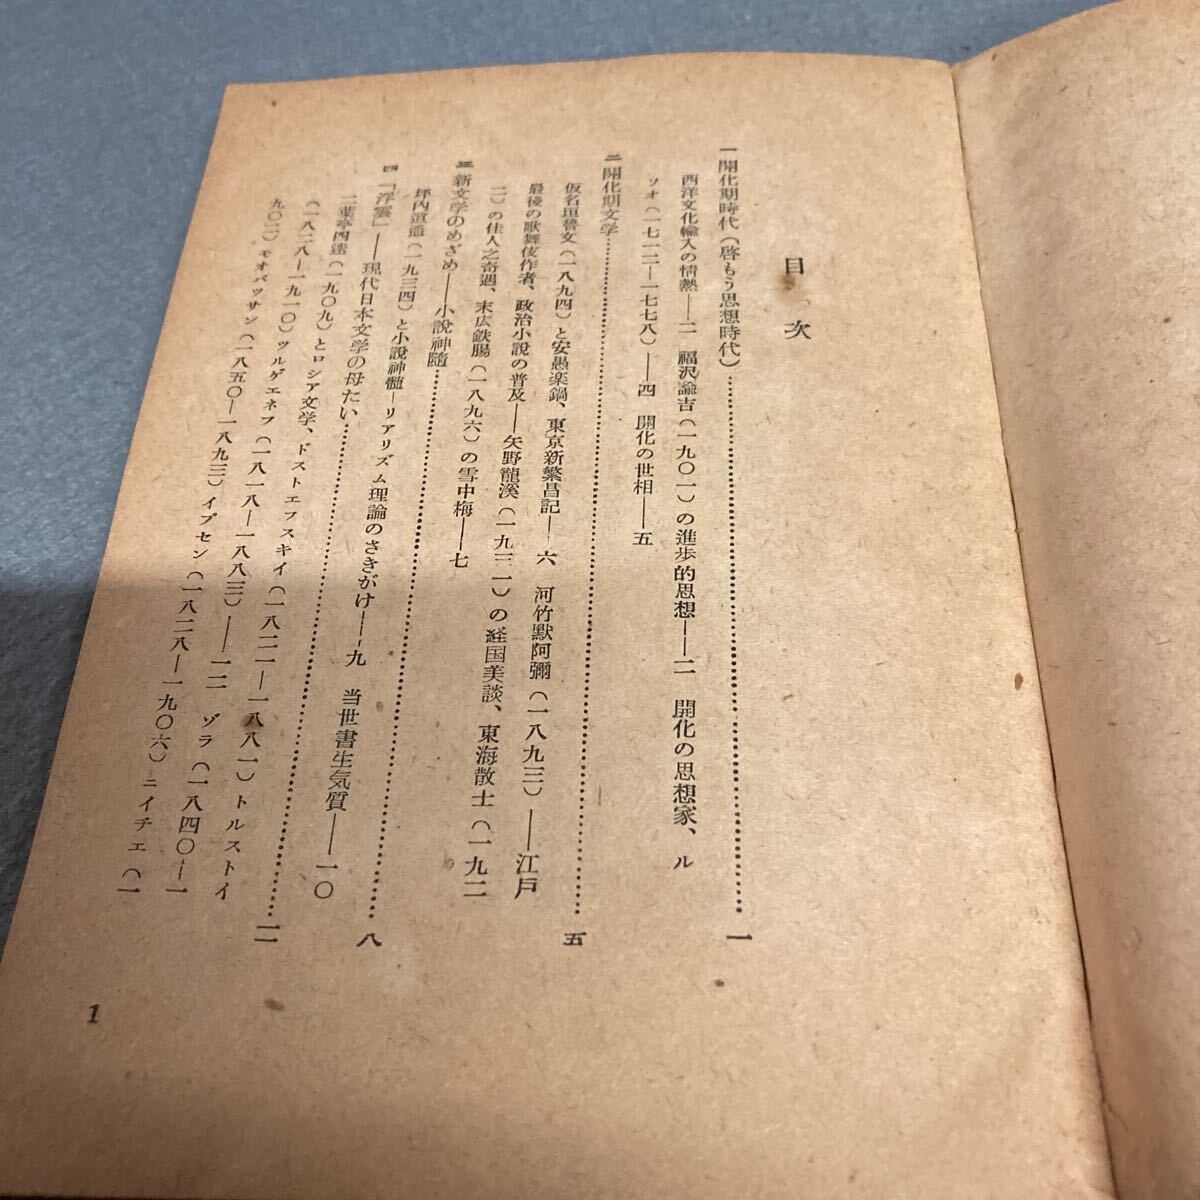 目次
一 開化期時代（啓もう思想時代）……一
西洋文化輸入の情熱——二 福沢諭吉（一九〇一）の進歩的思想——二 開化の思想家、ル
ソオ（一七一二—一七七八）——四 開化の世相——五
二 開化期文学……五
仮名垣魯文（一八九四）と安愚楽鍋、東京新繁昌記——六 河竹默阿彌（一八九三）——江戸
最後の歌舞伎作者、政治小説の普及——矢野龍溪（一九三一）の経国美談、東海散士（一九二
二）の佳人之奇遇、末広鉄腸（一八九六）の雪中梅——七
三 新文学のめざめ——小説神随……八
坪内逍遥（一九三四）と小説神髄—リアリズム理論のさきがけ——九 当世書生気質——一〇
四 「浮雲」——現代日本文学の母たい……一一
二葉亭四迷（一九〇九）とロシア文学、ドストエフスキイ（一八二一—一八八一）トルストイ
（一八二八—一九一〇）ツルゲエネフ（一八一八—一八八三）——一二 ゾラ（一八四〇—一
九〇二）モオパッサン（一八五〇—一八九三）イプセン（一八二八—一九〇六）ニイチエ（一
1